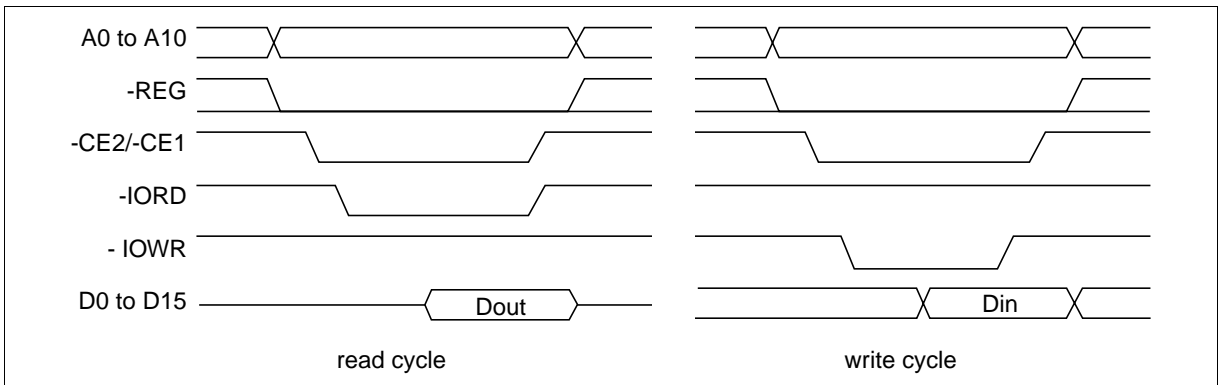 A0 to A10
-REG
-CE2/-CE1
-IORD
- IOWR
D0 to D15
Dout
Din
read cycle
write cycle